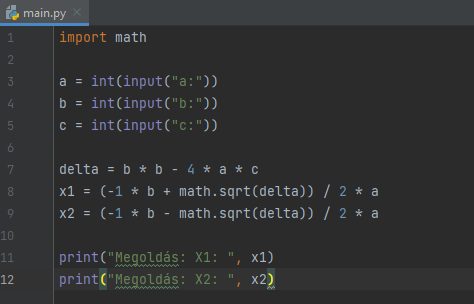 main.py ×
1 import math
2
3 a = int(input("a:"))
4 b = int(input("b:"))
5 c = int(input("c:"))
6
7 delta = b * b - 4 * a * c
8 x1 = (-1 * b + math.sqrt(delta)) / 2 * a
9 x2 = (-1 * b - math.sqrt(delta)) / 2 * a
10
11 print("Megoldás: X1: ", x1)
12 print("Megoldás: X2: ", x2)